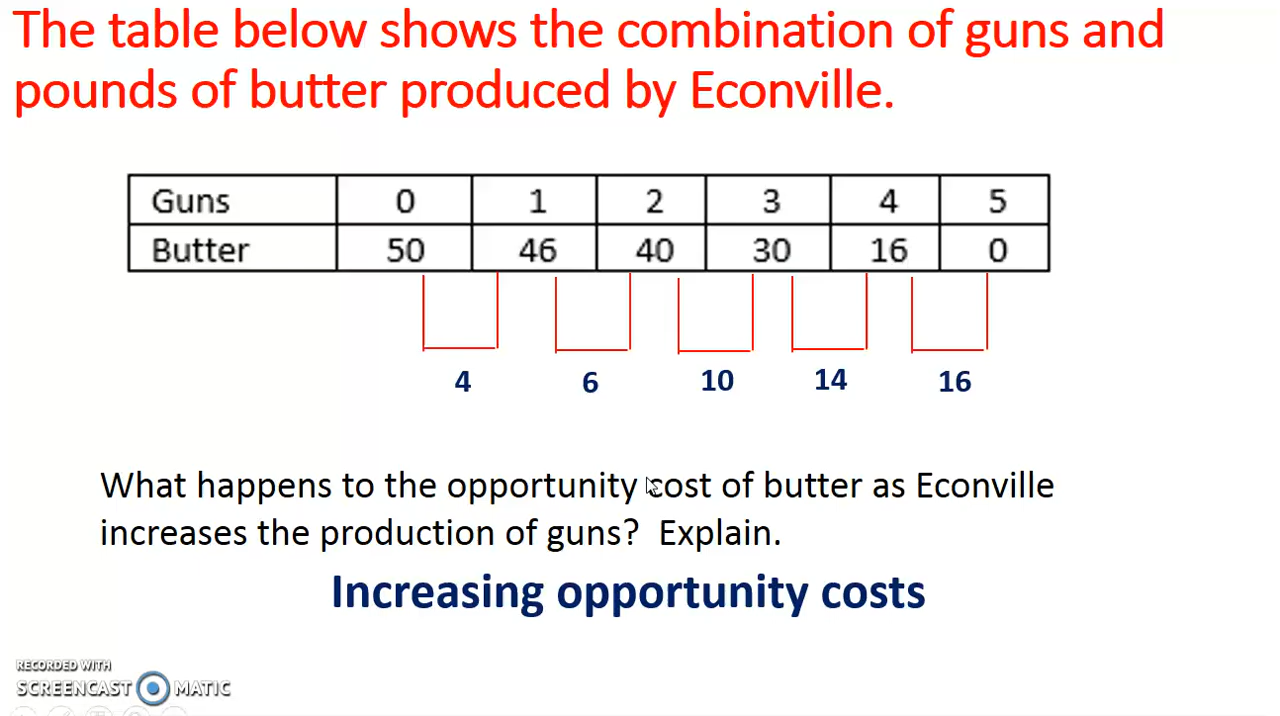 The table below shows the combination of guns and
pounds of butter produced by Econville.
Guns 0 1 2 3 4 5
Butter 50 46 40 30 16 0
4 6 10 14 16
What happens to the opportunity cost of butter as Econville
increases the production of guns? Explain.
Increasing opportunity costs
RECORDED WITH
SCREENCAST MATIC